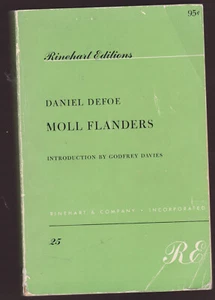 95¢
Rinehart Editions
DANIEL DEFOE
MOLL FLANDERS
INTRODUCTION BY GODFREY DAVIES
RINEHART & COMPANY • INCORPORATED
25
RE